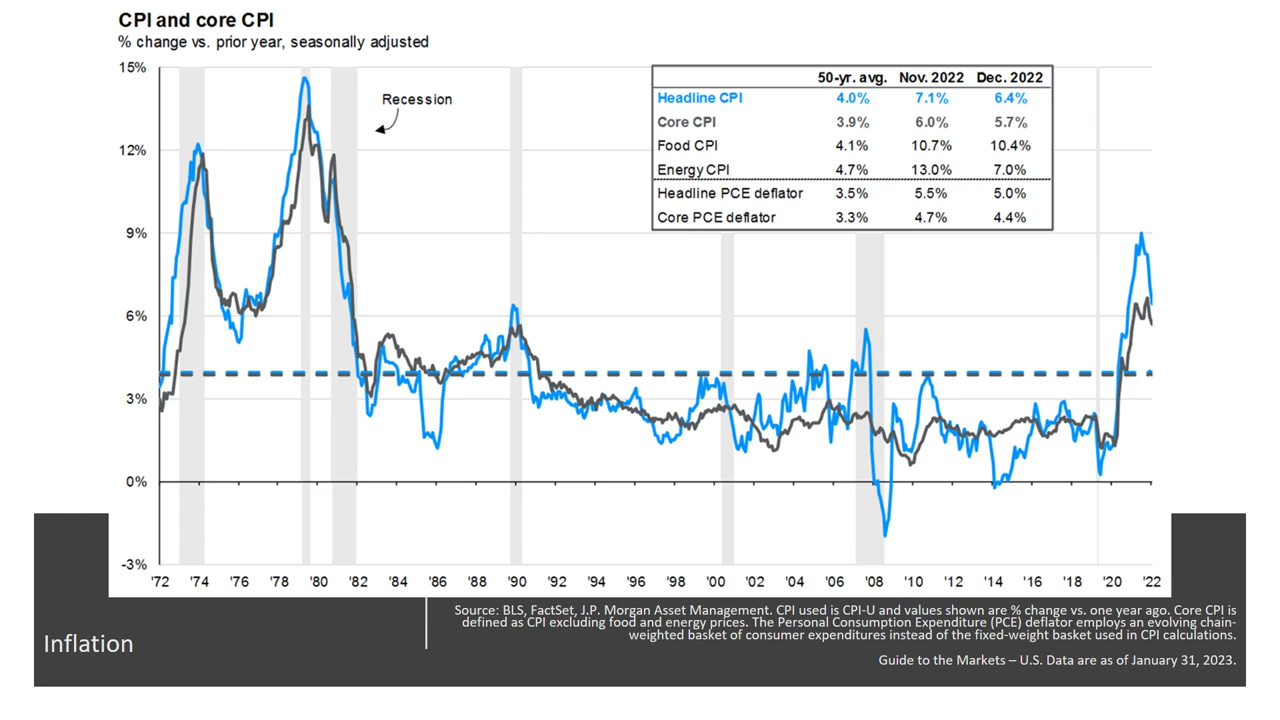 CPI and core CPI
% change vs. prior year, seasonally adjusted
15%
12%
9%
6%
3%
0%
-3%
Recession
50-yr. avg. Nov. 2022 Dec. 2022
Headline CPI 4.0% 7.1% 6.4%
Core CPI 3.9% 6.0% 5.7%
Food CPI 4.1% 10.7% 10.4%
Energy CPI 4.7% 13.0% 7.0%
Headline PCE deflator 3.5% 5.5% 5.0%
Core PCE deflator 3.3% 4.7% 4.4%
'72 '74 '76 '78 '80 '82 '84 '86 '88 '90 '92 '94 '96 '98 '00 '02 '04 '06 '08 '10 '12 '14 '16 '18 '20 '22
Inflation
Source: BLS, FactSet, J.P. Morgan Asset Management. CPI used is CPI-U and values shown are % change vs. one year ago. Core CPI is
defined as CPI excluding food and energy prices. The Personal Consumption Expenditure (PCE) deflator employs an evolving chain-
weighted basket of consumer expenditures instead of the fixed-weight basket used in CPI calculations.
Guide to the Markets – U.S. Data are as of January 31, 2023.